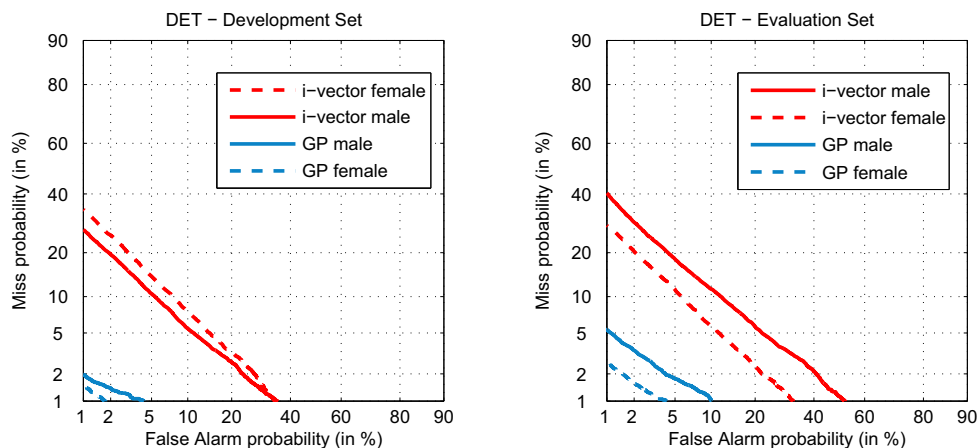 DET − Development Set
90
80
60
40
20
10
5
2
1
Miss probability (in %)
i−vector female
i−vector male
GP male
GP female
1 2 5 10 20 40 60 80 90
False Alarm probability (in %)
DET − Evaluation Set
90
80
60
40
20
10
5
2
1
Miss probability (in %)
i−vector male
i−vector female
GP male
GP female
1 2 5 10 20 40 60 80 90
False Alarm probability (in %)